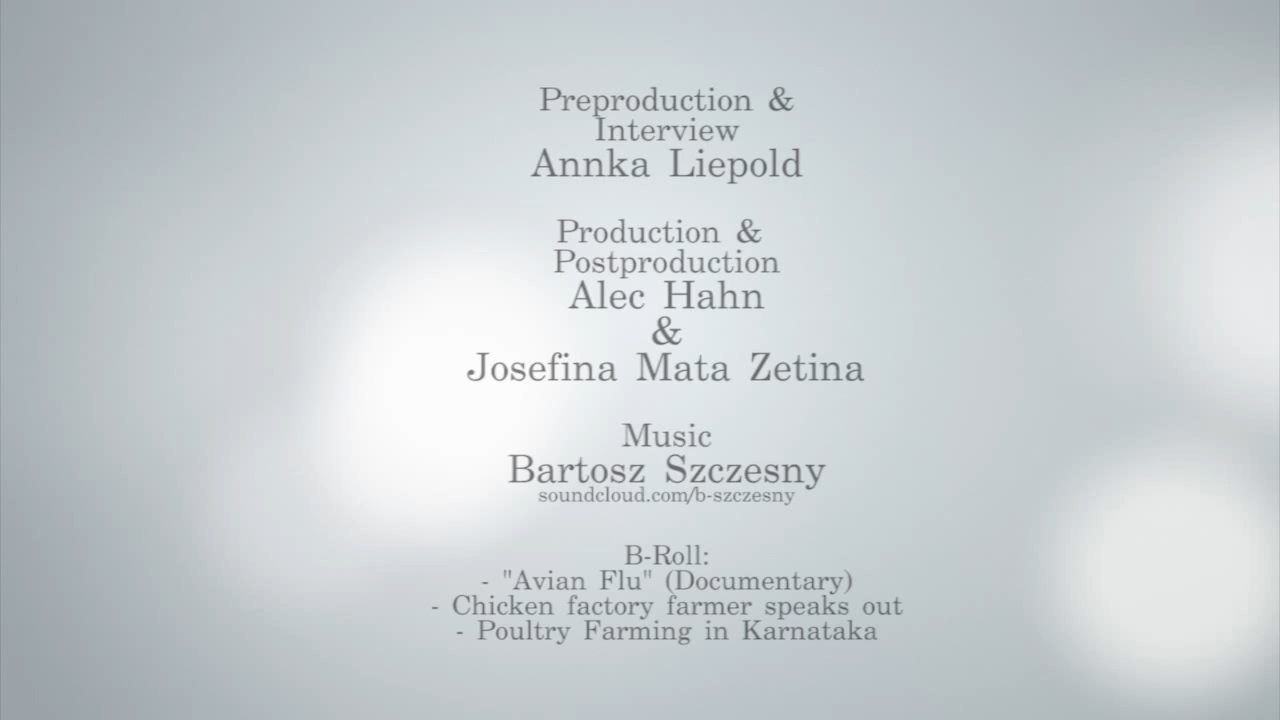 Preproduction &
Interview
Annka Liepold
Production &
Postproduction
Alec Hahn
&
Josefina Mata Zetina
Music
Bartosz Szczesny
soundcloud.com/b-szczesny
B-Roll:
- "Avian Flu" (Documentary)
- Chicken factory farmer speaks out
- Poultry Farming in Karnataka